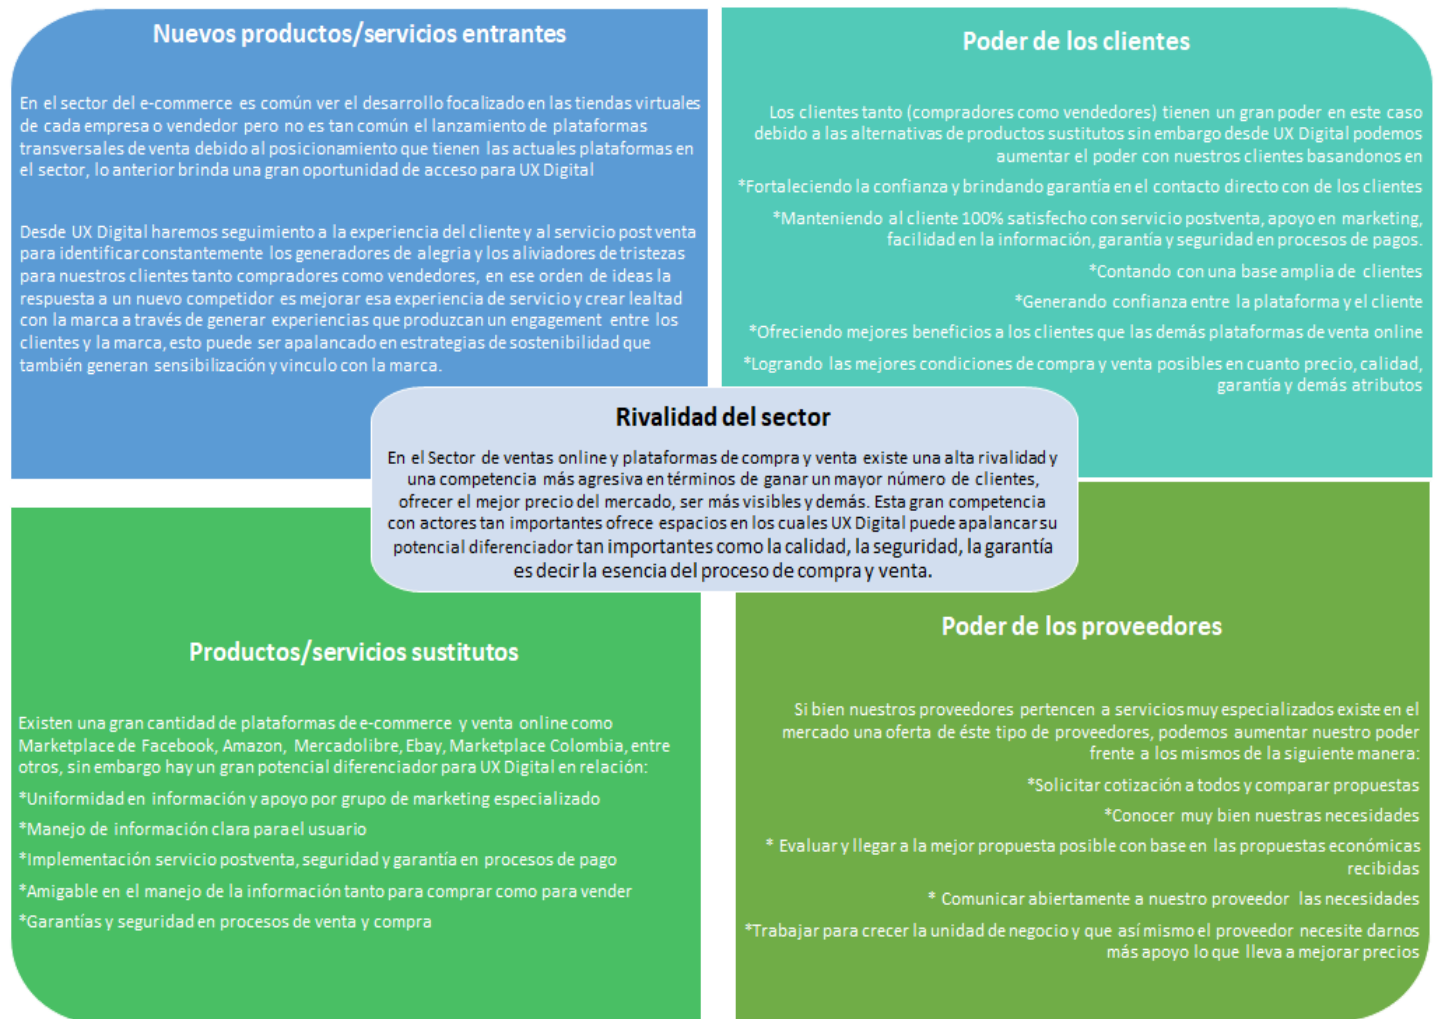 Nuevos productos/servicios entrantes
En el sector del e-commerce es común ver el desarrollo focalizado en las tiendas virtuales
de cada empresa o vendedor pero no es tan común el lanzamiento de plataformas
transversales de venta debido al posicionamiento que tienen las actuales plataformas en
el sector, lo anterior brinda una gran oportunidad de acceso para UX Digital
Desde UX Digital haremos seguimiento a la experiencia del cliente y al servicio post venta
para identificar constantemente los generadores de alegria y los aliviadores de tristezas
para nuestros clientes tanto compradores como vendedores, en ese orden de ideas la
respuesta a un nuevo competidor es mejorar esa experiencia de servicio y crear lealtad
con la marca a través de generar experiencias que produzcan un engagement entre los
clientes y la marca, esto puede ser apalancado en estrategias de sostenibilidad que
también generan sensibilización y vinculo con la marca.
Poder de los clientes
Los clientes tanto (compradores como vendedores) tienen un gran poder en este caso
debido a las alternativas de productos sustitutos sin embargo desde UX Digital podemos
aumentar el poder con nuestros clientes basandonos en
*Fortaleciendo la confianza y brindando garantía en el contacto directo con de los clientes
*Manteniendo al cliente 100% satisfecho con servicio postventa, apoyo en marketing,
facilidad en la información, garantía y seguridad en procesos de pagos.
*Contando con una base amplia de clientes
*Generando confianza entre la plataforma y el cliente
*Ofreciendo mejores beneficios a los clientes que las demás plataformas de venta online
*Logrando las mejores condiciones de compra y venta posibles en cuanto precio, calidad,
garantía y demás atributos
Rivalidad del sector
En el Sector de ventas online y plataformas de compra y venta existe una alta rivalidad y
una competencia más agresiva en términos de ganar un mayor número de clientes,
ofrecer el mejor precio del mercado, ser más visibles y demás. Esta gran competencia
con actores tan importantes ofrece espacios en los cuales UX Digital puede apalancar su
potencial diferenciador tan importantes como la calidad, la seguridad, la garantía
es decir la esencia del proceso de compra y venta.
Productos/servicios sustitutos
Existen una gran cantidad de plataformas de e-commerce y venta online como
Marketplace de Facebook, Amazon, Mercadolibre, Ebay, Marketplace Colombia, entre
otros, sin embargo hay un gran potencial diferenciador para UX Digital en relación:
*Uniformidad en información y apoyo por grupo de marketing especializado
*Manejo de información clara para el usuario
*Implementación servicio postventa, seguridad y garantía en procesos de pago
*Amigable en el manejo de la información tanto para comprar como para vender
*Garantías y seguridad en procesos de venta y compra
Poder de los proveedores
Si bien nuestros proveedores pertencen a servicios muy especializados existe en el
mercado una oferta de éste tipo de proveedores, podemos aumentar nuestro poder
frente a los mismos de la siguiente manera:
*Solicitar cotización a todos y comparar propuestas
*Conocer muy bien nuestras necesidades
* Evaluar y llegar a la mejor propuesta posible con base en las propuestas económicas
recibidas
* Comunicar abiertamente a nuestro proveedor las necesidades
*Trabajar para crecer la unidad de negocio y que así mismo el proveedor necesite darnos
más apoyo lo que lleva a mejorar precios